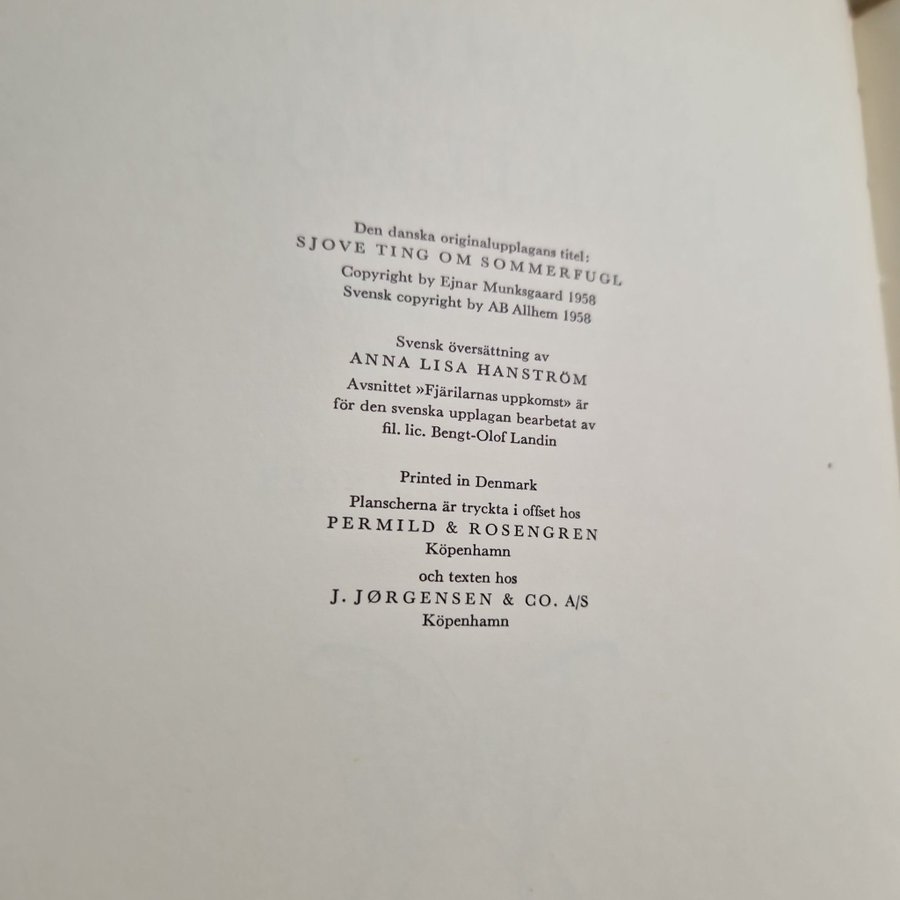 Den danska originalupplagans titel:
SJOVE TING OM SOMMERFUGL
Copyright by Ejnar Munksgaard 1958
Svensk copyright by AB Allhem 1958
Svensk översättning av
ANNA LISA HANSTRÖM
Avsnittet »Fjärilarnas uppkomst» är
för den svenska upplagan bearbetat av
fil. lic. Bengt-Olof Landin
Printed in Denmark
Planscherna är tryckta i offset hos
PERMILD & ROSENGREN
Köpenhamn
och texten hos
J. JØRGENSEN & CO. A/S
Köpenhamn